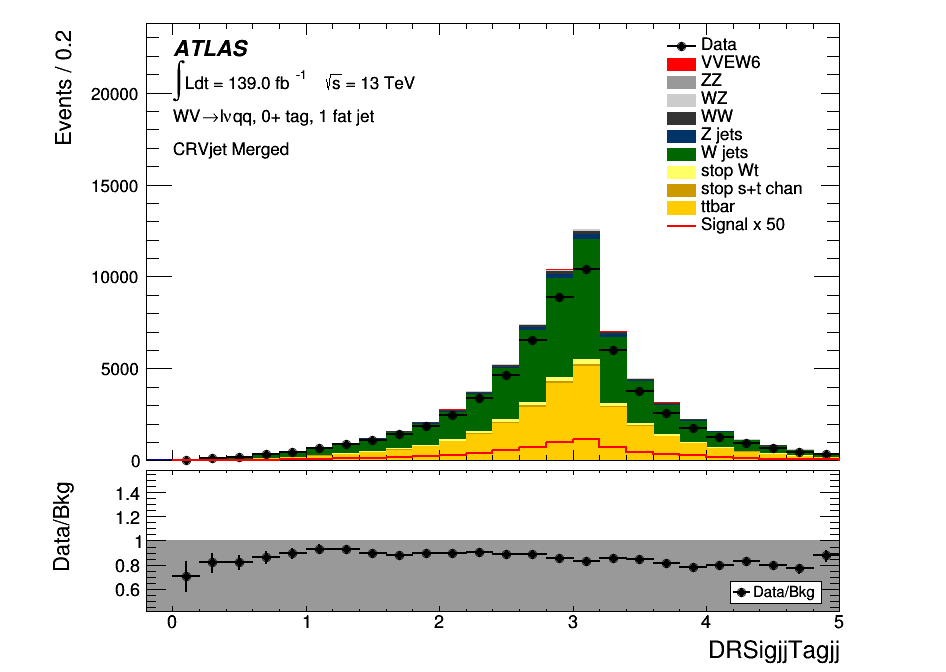 Events / 0.2
20000
15000
10000
5000
0
ATLAS
∫Ldt = 139.0 fb⁻¹ √s = 13 TeV
WV→lνqq, 0+ tag, 1 fat jet
CRVjet Merged
Data
VVEW6
ZZ
WZ
WW
Z jets
W jets
stop Wt
stop s+t chan
ttbar
Signal x 50
Data/Bkg
1.4
1.2
1
0.8
0.6
Data/Bkg
0 1 2 3 4 5
DRSigjjTagjj